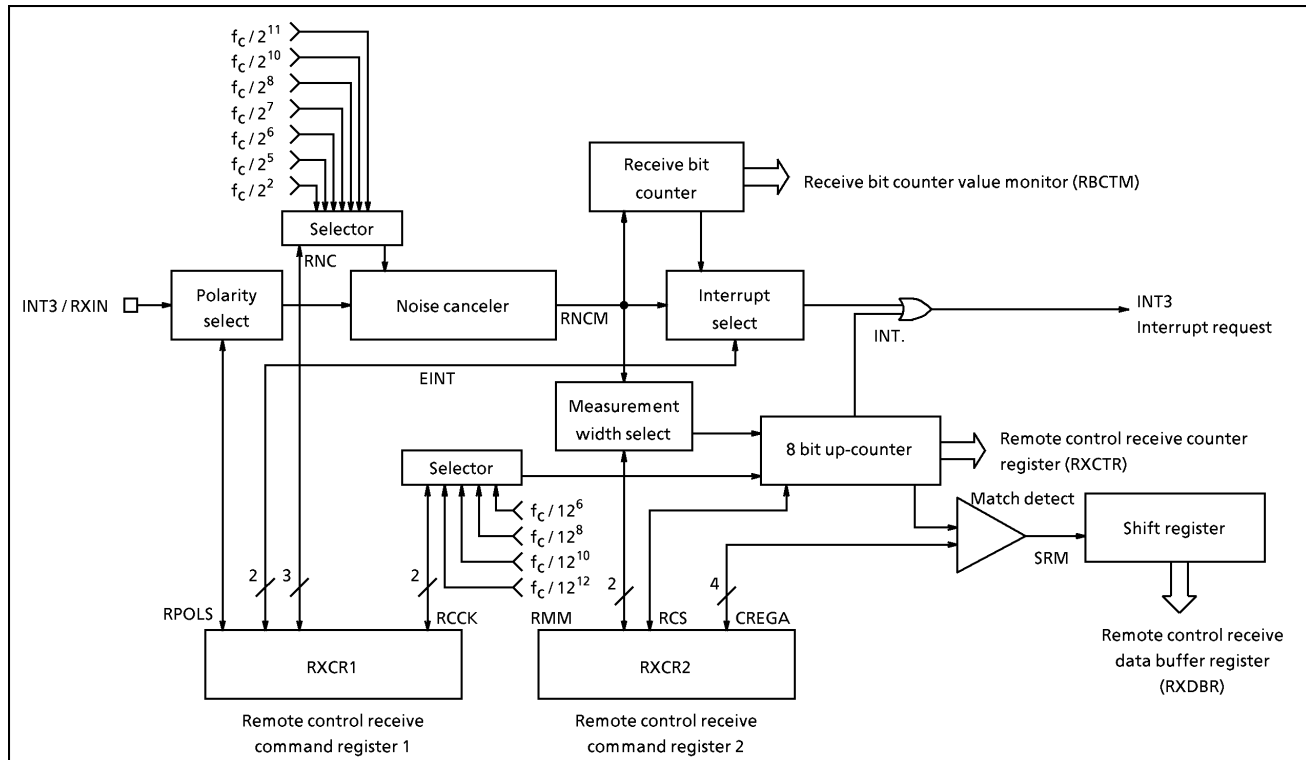 fc / 2^11
fc / 2^10
fc / 2^8
fc / 2^7
fc / 2^6
fc / 2^5
fc / 2^2
Selector
RNC
Receive bit
counter
Receive bit counter value monitor (RBCTM)
INT3 / RXIN
Polarity
select
Noise canceler
RNCM
Interrupt
select
INT.
INT3
Interrupt request
EINT
Measurement
width select
8 bit up-counter
Remote control receive counter
register (RXCTR)
Selector
fc / 12^6
fc / 12^8
fc / 12^10
fc / 12^12
Match detect
Shift register
SRM
2
3
2
2
4
RPOLS
RCCK
RMM
RCS
CREGA
RXCR1
RXCR2
Remote control receive
data buffer register
(RXDBR)
Remote control receive
command register 1
Remote control receive
command register 2